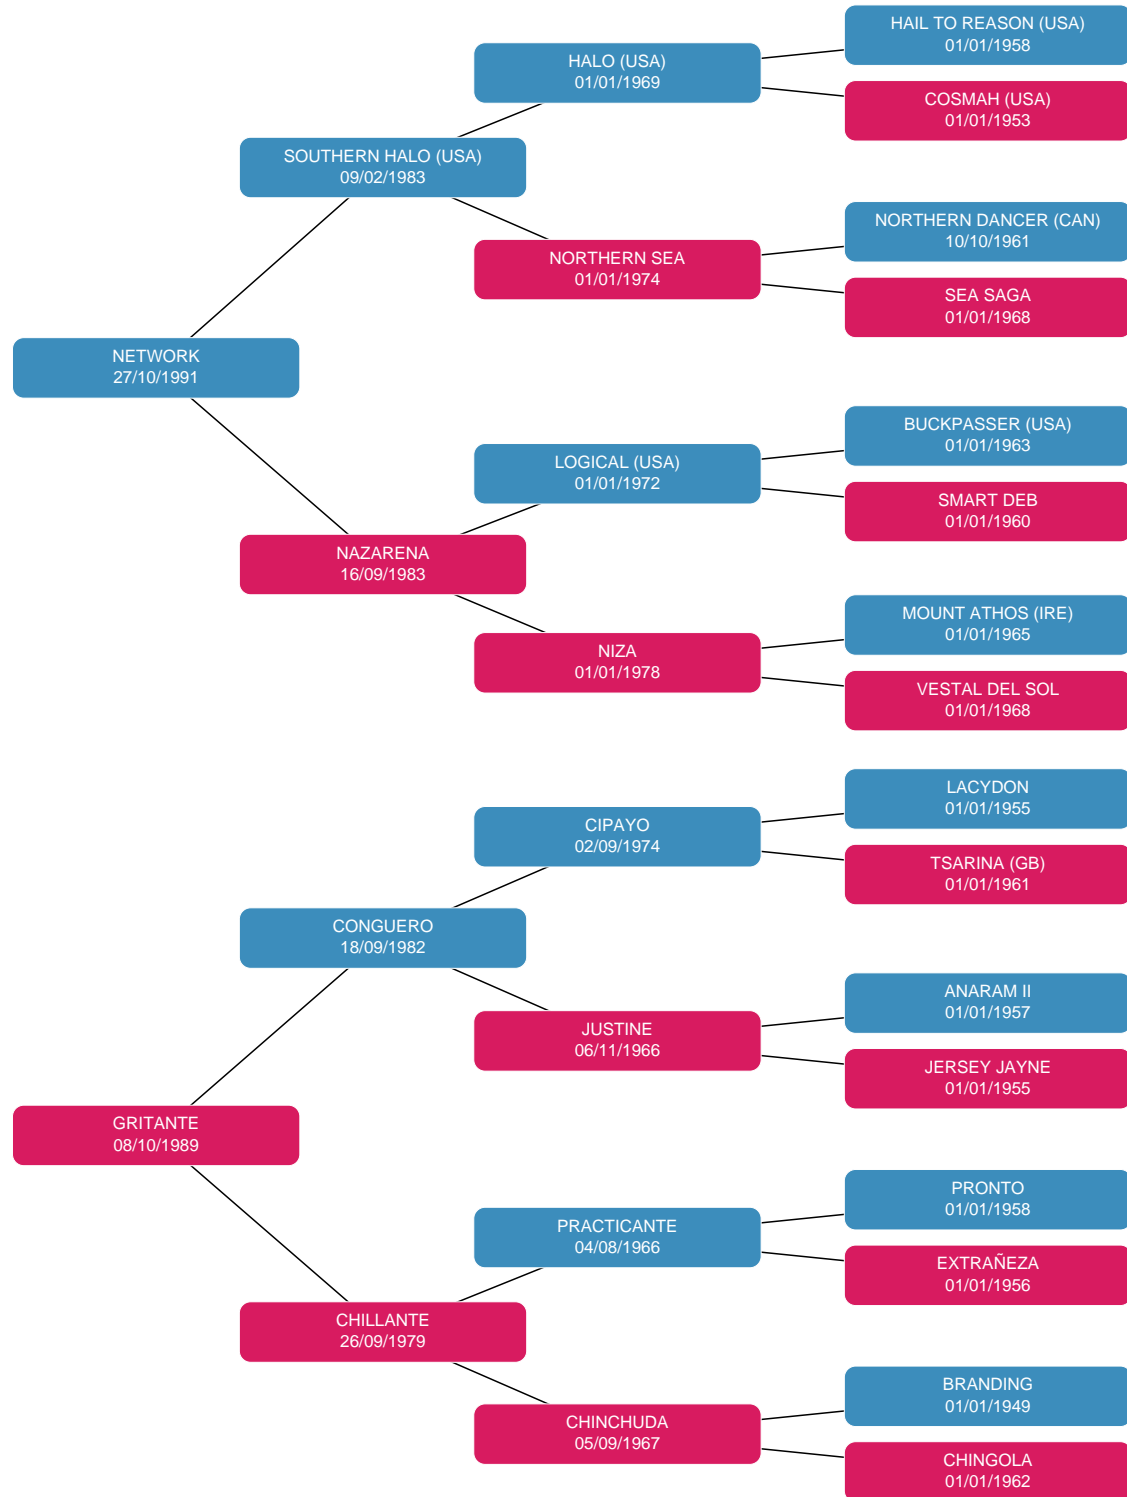 HAIL TO REASON (USA)
01/01/1958
HALO (USA)
01/01/1969
COSMAH (USA)
01/01/1953
SOUTHERN HALO (USA)
09/02/1983
NORTHERN DANCER (CAN)
10/10/1961
NORTHERN SEA
01/01/1974
SEA SAGA
01/01/1968
NETWORK
27/10/1991
BUCKPASSER (USA)
01/01/1963
LOGICAL (USA)
01/01/1972
SMART DEB
01/01/1960
NAZARENA
16/09/1983
MOUNT ATHOS (IRE)
01/01/1965
NIZA
01/01/1978
VESTAL DEL SOL
01/01/1968
LACYDON
01/01/1955
CIPAYO
02/09/1974
TSARINA (GB)
01/01/1961
CONGUERO
18/09/1982
ANARAM II
01/01/1957
JUSTINE
06/11/1966
JERSEY JAYNE
01/01/1955
GRITANTE
08/10/1989
PRONTO
01/01/1958
PRACTICANTE
04/08/1966
EXTRAÑEZA
01/01/1956
CHILLANTE
26/09/1979
BRANDING
01/01/1949
CHINCHUDA
05/09/1967
CHINGOLA
01/01/1962